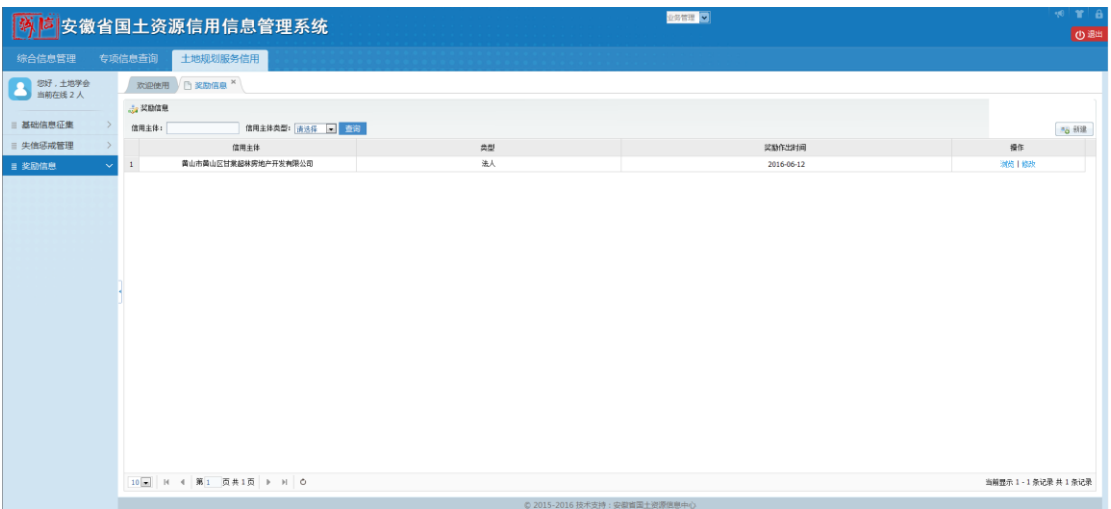 诚信 安徽省国土资源信用信息管理系统
业务管理
退出
综合信息管理 专项信息查询 土地规划服务信用
您好，土地学会
当前在线 2 人
欢迎使用 奖励信息 ×
奖励信息
基础信息征集
信用主体： 信用主体类型： 请选择 查询 新建
失信惩戒管理
信用主体 类型 奖励作出时间 操作
奖励信息
1 黄山市黄山区甘棠超林房地产开发有限公司 法人 2016-06-12 浏览 | 修改
10 第 1 页 共 1 页 当前显示 1 - 1 条记录 共 1 条记录
© 2015-2016 技术支持：安徽省国土资源信息中心